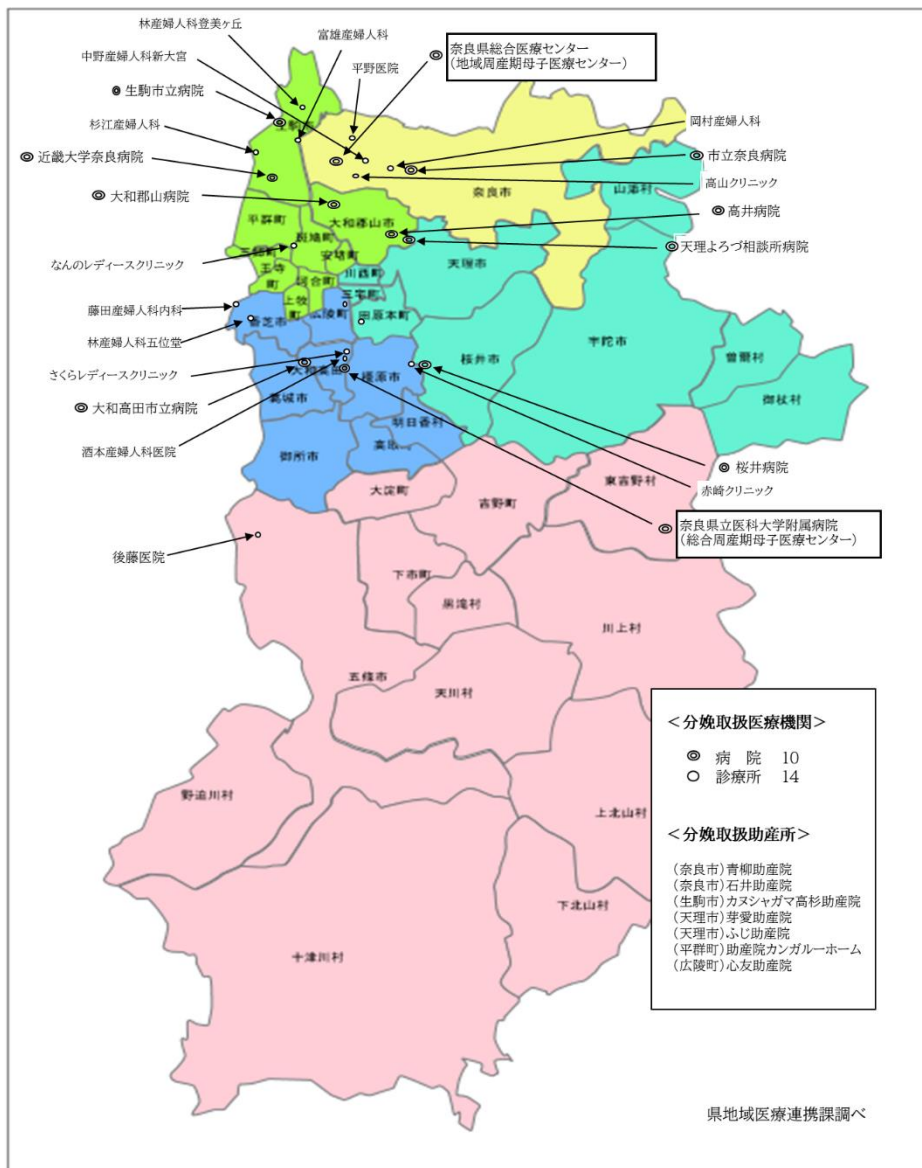 林産婦人科登美ヶ丘
富雄産婦人科
中野産婦人科新大宮
平野医院
奈良県総合医療センター
(地域周産期母子医療センター)
生駒市立病院
杉江産婦人科
近畿大学奈良病院
大和郡山病院
岡村産婦人科
市立奈良病院
高山クリニック
高井病院
天理よろづ相談所病院
なんのレディースクリニック
藤田産婦人科内科
林産婦人科五位堂
さくらレディースクリニック
大和高田市立病院
酒本産婦人科医院
桜井病院
赤崎クリニック
奈良県立医科大学附属病院
(総合周産期母子医療センター)
後藤医院
生駒市
奈良市
山添村
平群町
大和郡山市
斑鳩町
三郷町
安堵町
王寺町
河合町
上牧町
川西町
三宅町
田原本町
天理市
香芝市
広陵町
大和高田
橿原市
桜井市
宇陀市
曽爾村
御杖村
葛城市
明日香村
高取町
御所市
大淀町
吉野町
東吉野村
下市町
黒滝村
川上村
五條市
天川村
野迫川村
上北山村
下北山村
十津川村
<分娩取扱医療機関>
病 院 10
診療所 14
<分娩取扱助産所>
(奈良市)青柳助産院
(奈良市)石井助産院
(生駒市)カヌシャガマ高杉助産院
(天理市)芽愛助産院
(天理市)ふじ助産院
(平群町)助産院カンガルーホーム
(広陵町)心友助産院
県地域医療連携課調べ